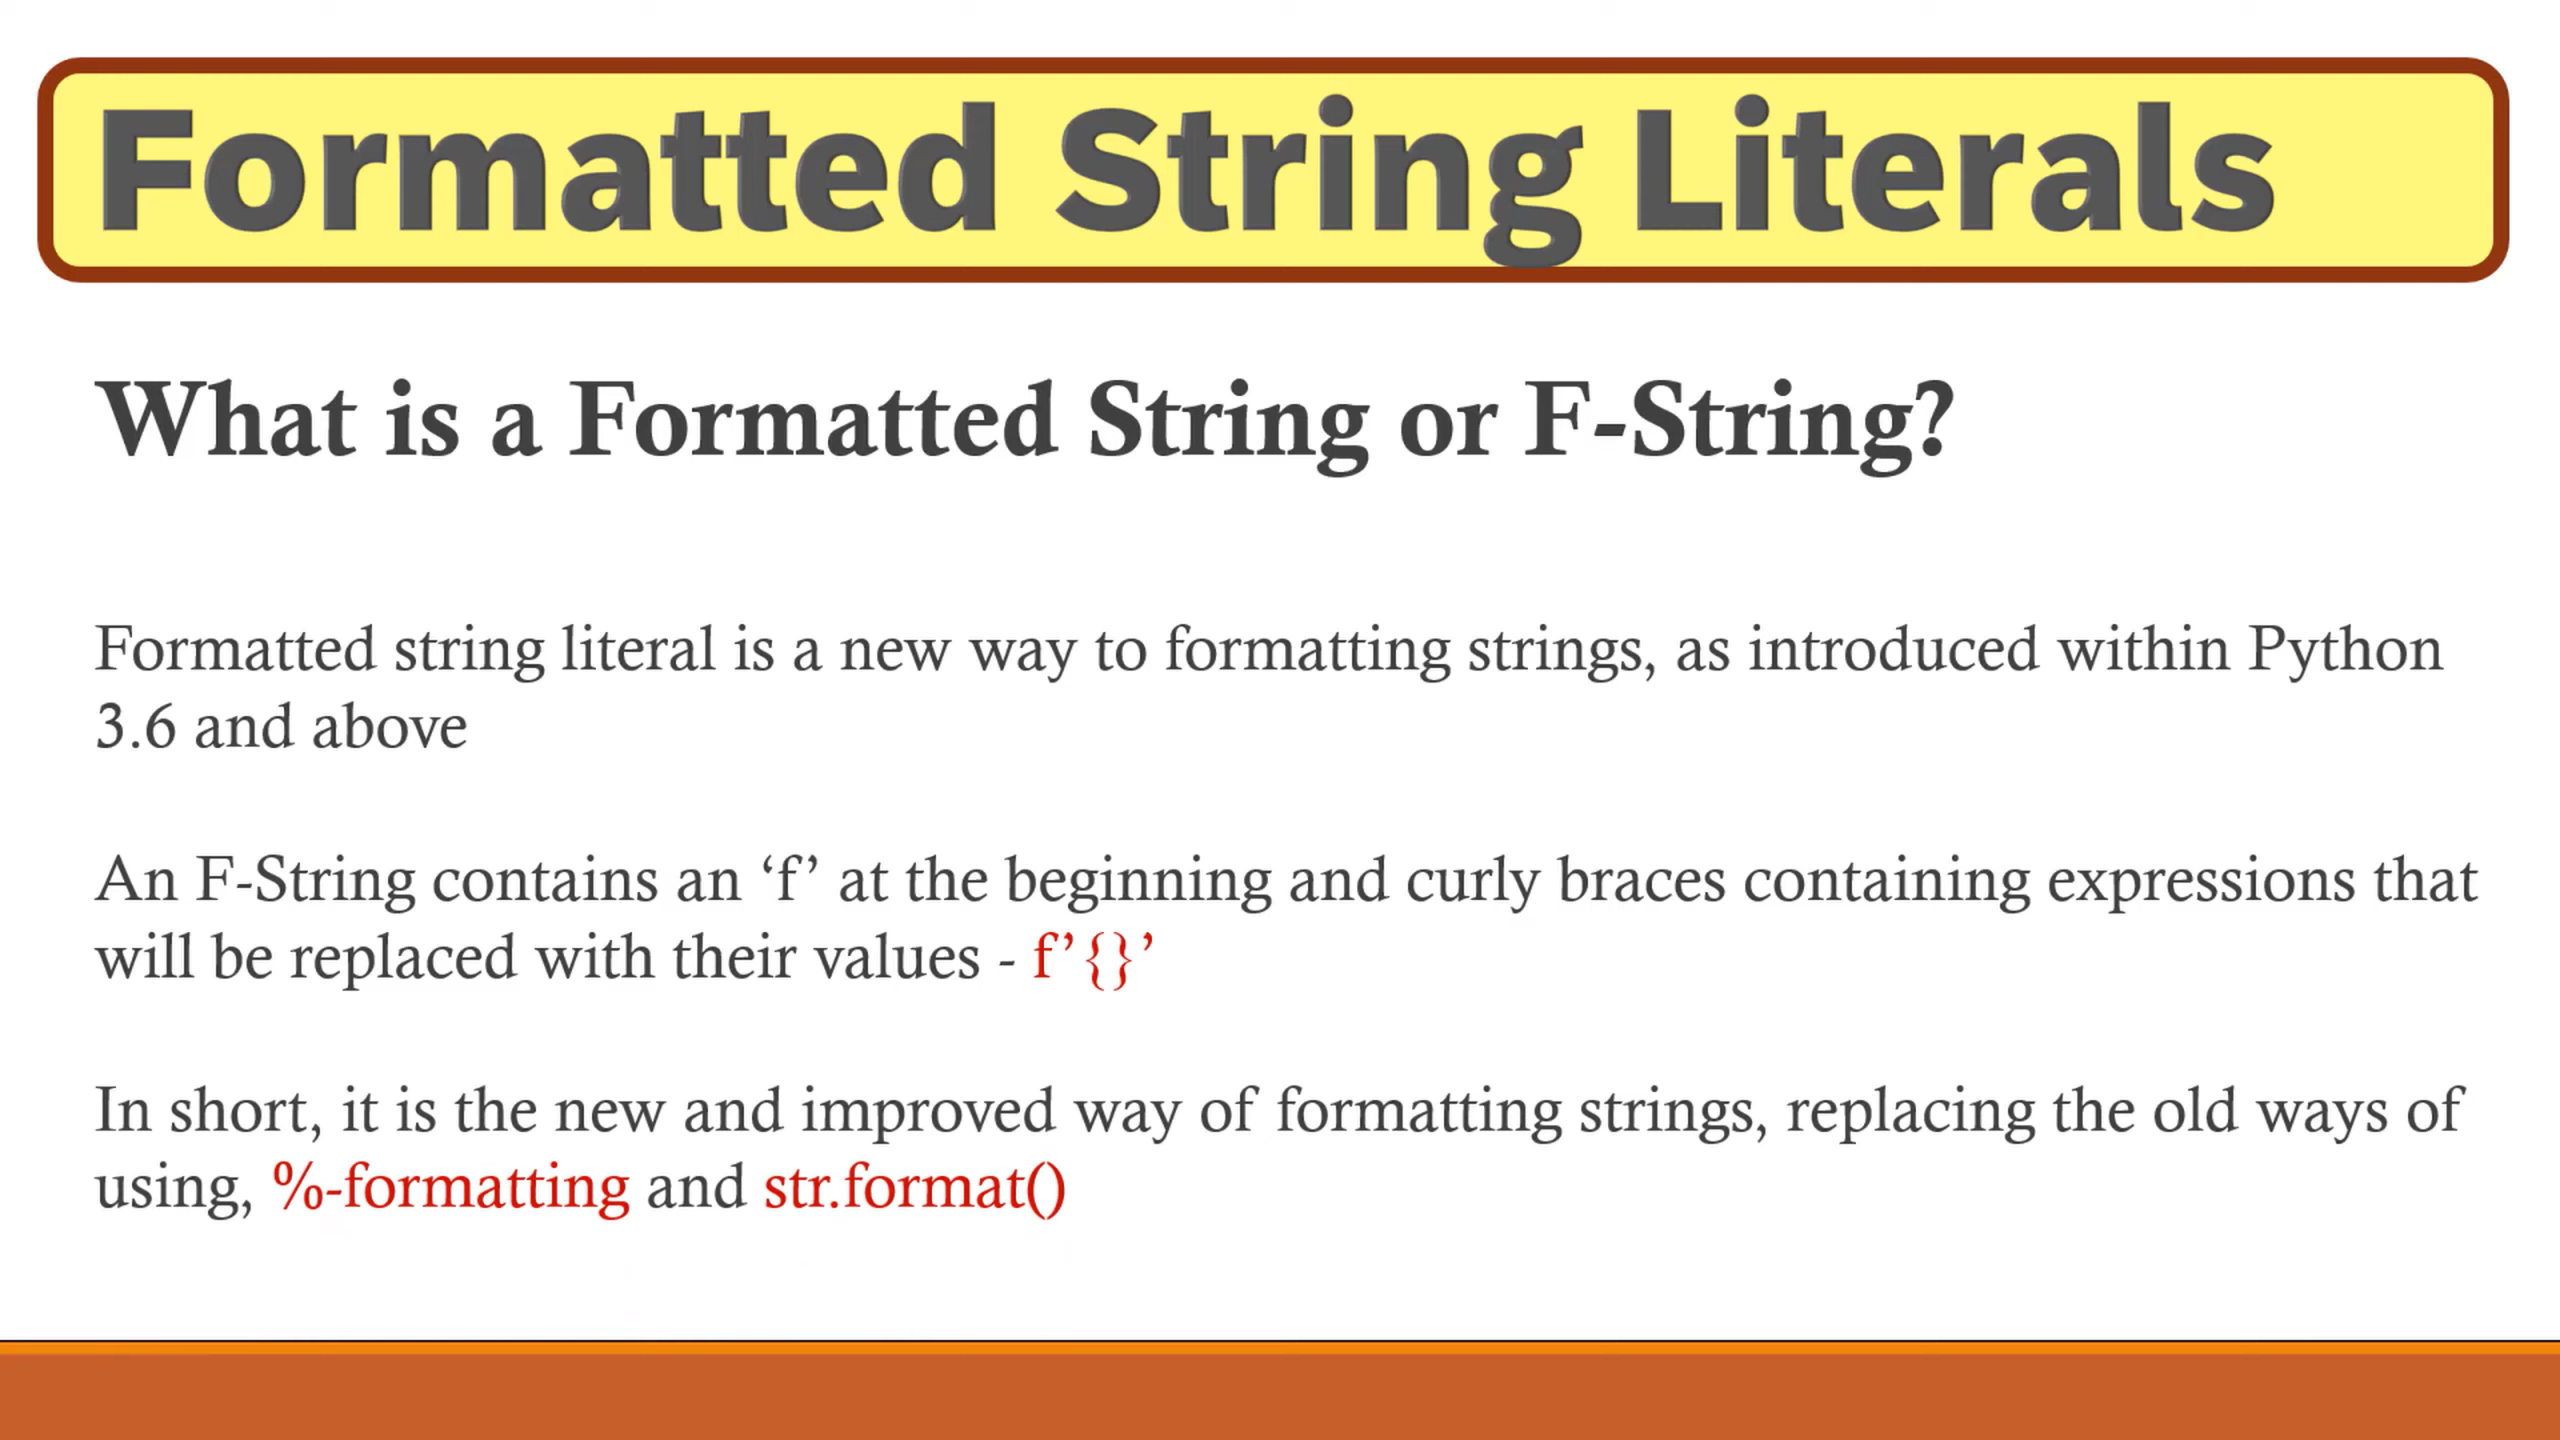 Formatted String Literals
What is a Formatted String or F-String?
Formatted string literal is a new way to formatting strings, as introduced within Python
3.6 and above
An F-String contains an ‘f’ at the beginning and curly braces containing expressions that
will be replaced with their values - f’{}’
In short, it is the new and improved way of formatting strings, replacing the old ways of
using, %-formatting and str.format()